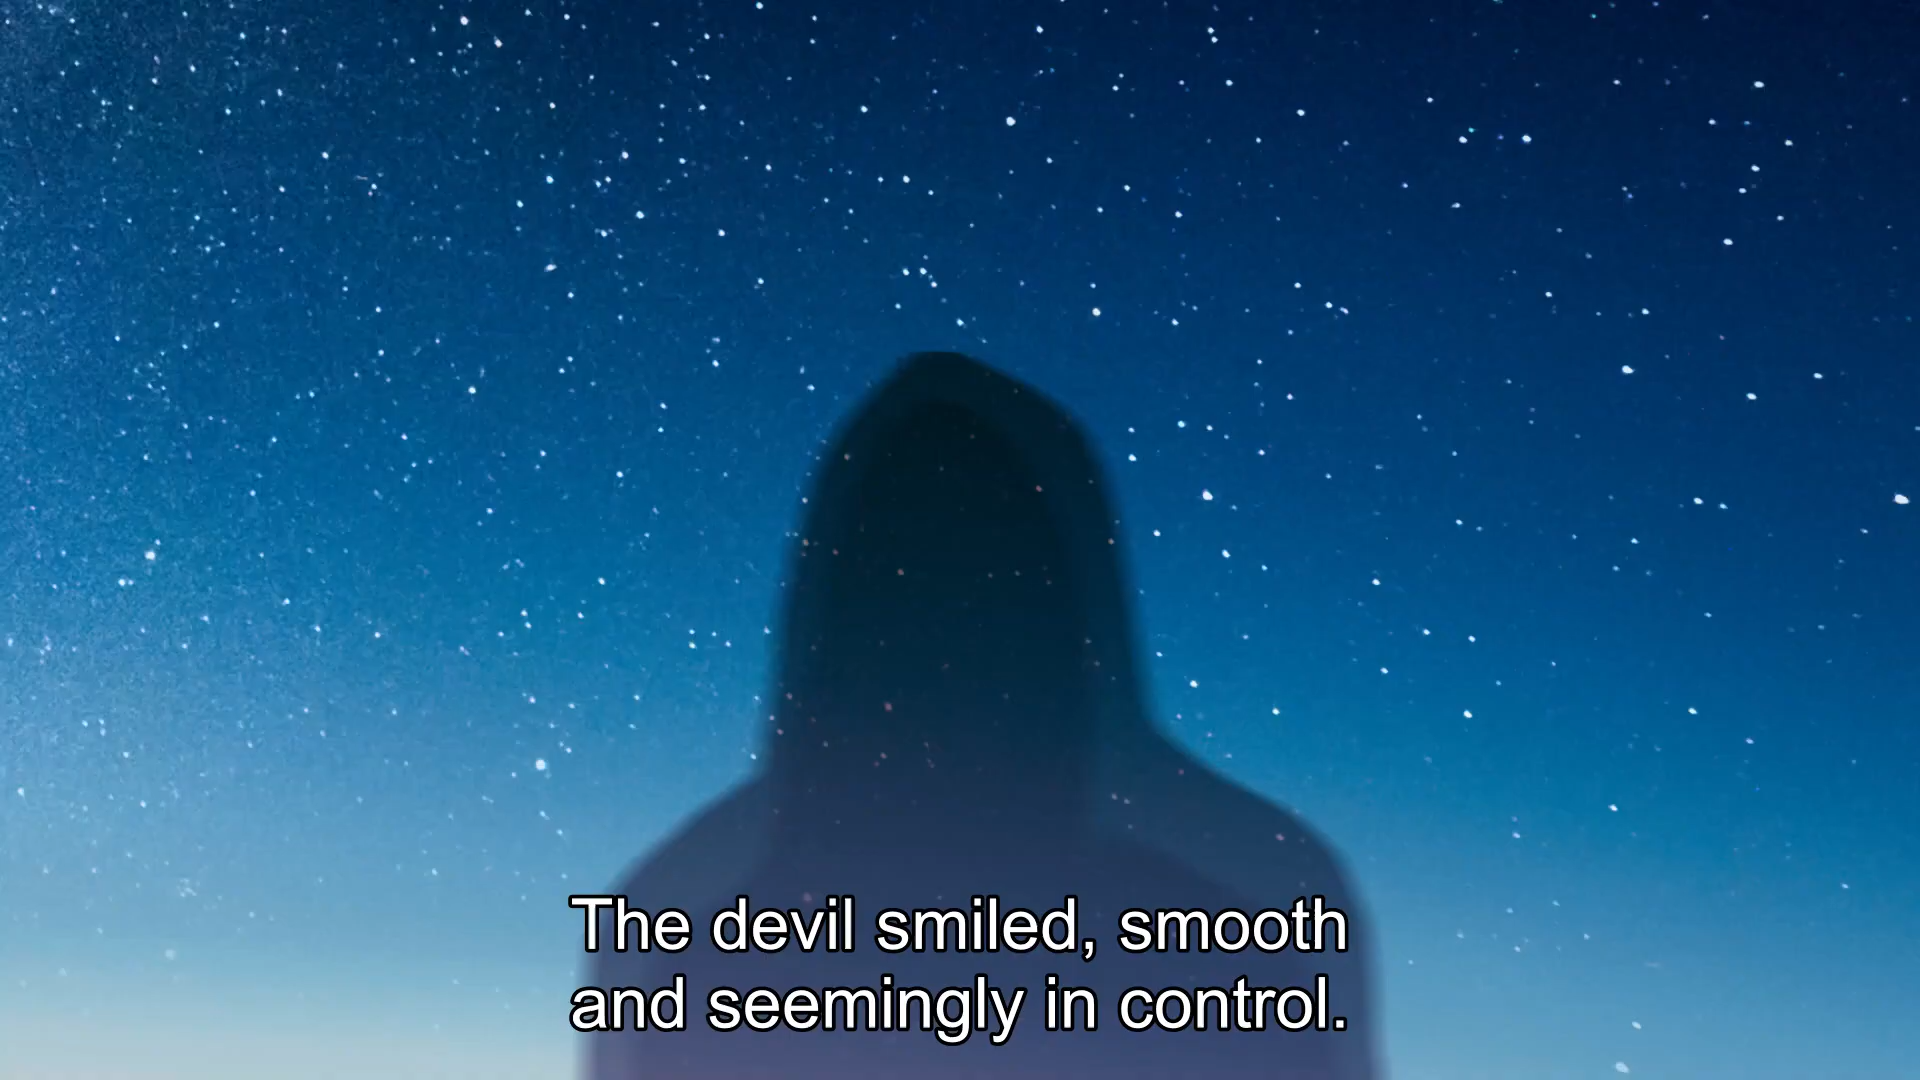 The devil smiled, smooth
and seemingly in control.